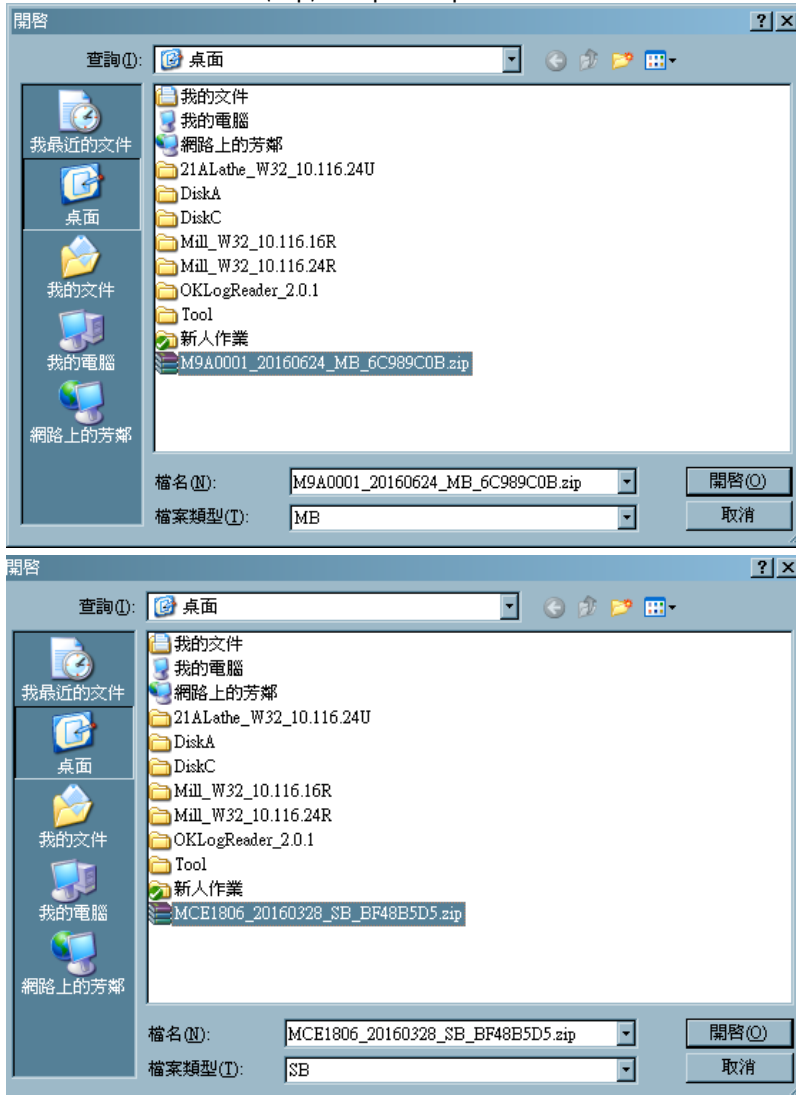 開啓
查詢(I):
桌面
我最近的文件
桌面
我的文件
我的電腦
網路上的芳鄰
我的文件
我的電腦
網路上的芳鄰
21ALathe_W32_10.116.24U
DiskA
DiskC
Mill_W32_10.116.16R
Mill_W32_10.116.24R
OKLogReader_2.0.1
Tool
新人作業
M9A0001_20160624_MB_6C989C0B.zip
檔名(N):
M9A0001_20160624_MB_6C989C0B.zip
開啓(O)
檔案類型(T):
MB
取消
開啓
查詢(I):
桌面
我最近的文件
桌面
我的文件
我的電腦
網路上的芳鄰
我的文件
我的電腦
網路上的芳鄰
21ALathe_W32_10.116.24U
DiskA
DiskC
Mill_W32_10.116.16R
Mill_W32_10.116.24R
OKLogReader_2.0.1
Tool
新人作業
MCE1806_20160328_SB_BF48B5D5.zip
檔名(N):
MCE1806_20160328_SB_BF48B5D5.zip
開啓(O)
檔案類型(T):
SB
取消